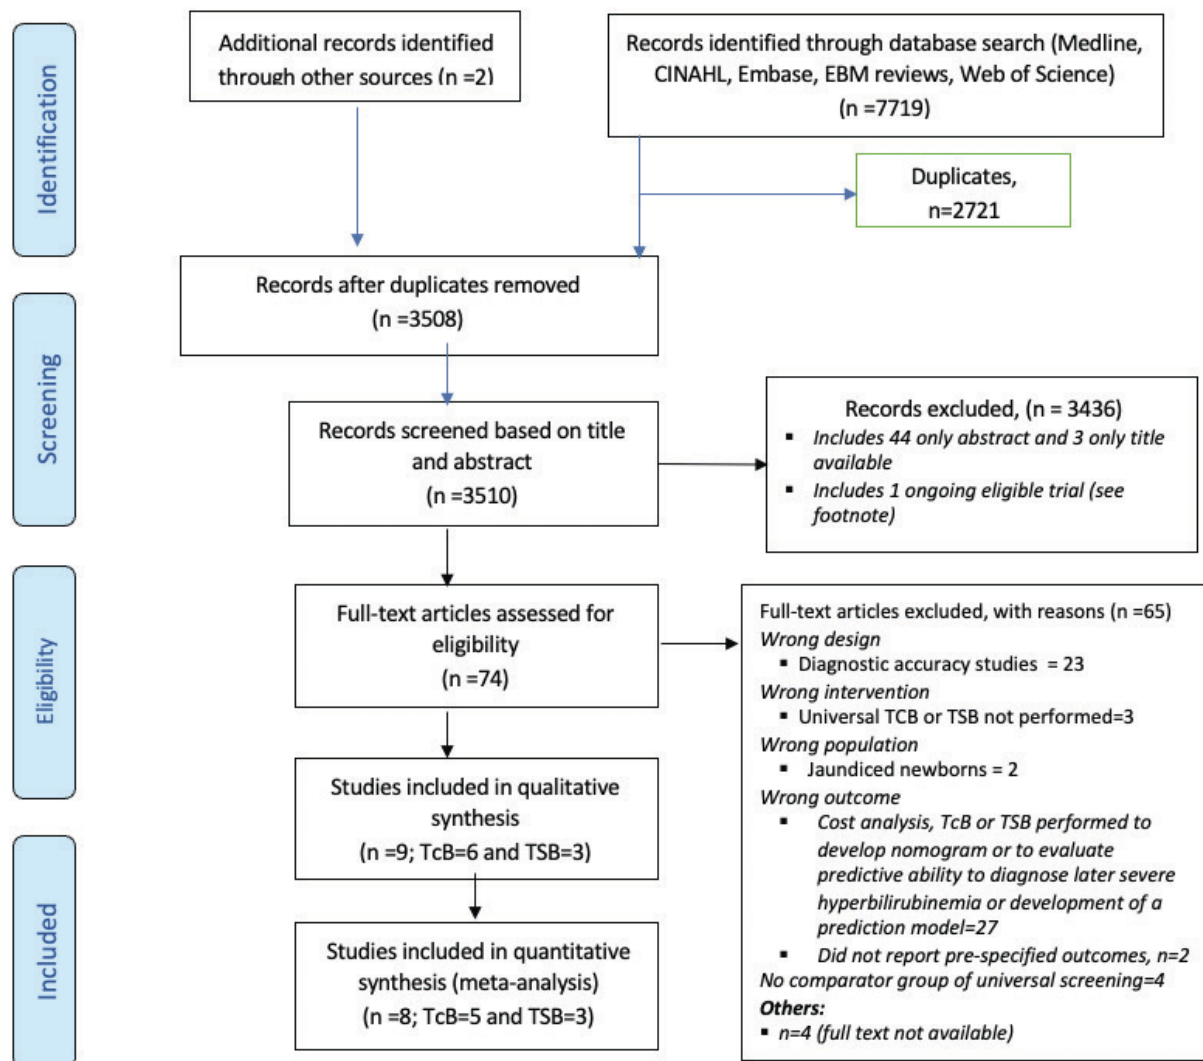 Identification
Additional records identified
through other sources (n =2)
Records identified through database search (Medline,
CINAHL, Embase, EBM reviews, Web of Science)
(n =7719)
Duplicates,
n=2721
Screening
Records after duplicates removed
(n =3508)
Records screened based on title
and abstract
(n =3510)
Records excluded, (n = 3436)
▪ Includes 44 only abstract and 3 only title
available
▪ Includes 1 ongoing eligible trial (see
footnote)
Eligibility
Full-text articles assessed for
eligibility
(n =74)
Full-text articles excluded, with reasons (n =65)
Wrong design
▪ Diagnostic accuracy studies = 23
Wrong intervention
▪ Universal TCB or TSB not performed=3
Wrong population
▪ Jaundiced newborns = 2
Wrong outcome
▪ Cost analysis, TcB or TSB performed to
develop nomogram or to evaluate
predictive ability to diagnose later severe
hyperbilirubinemia or development of a
prediction model=27
▪ Did not report pre-specified outcomes, n=2
No comparator group of universal screening=4
Others:
▪ n=4 (full text not available)
Studies included in qualitative
synthesis
(n =9; TcB=6 and TSB=3)
Included
Studies included in quantitative
synthesis (meta-analysis)
(n =8; TcB=5 and TSB=3)